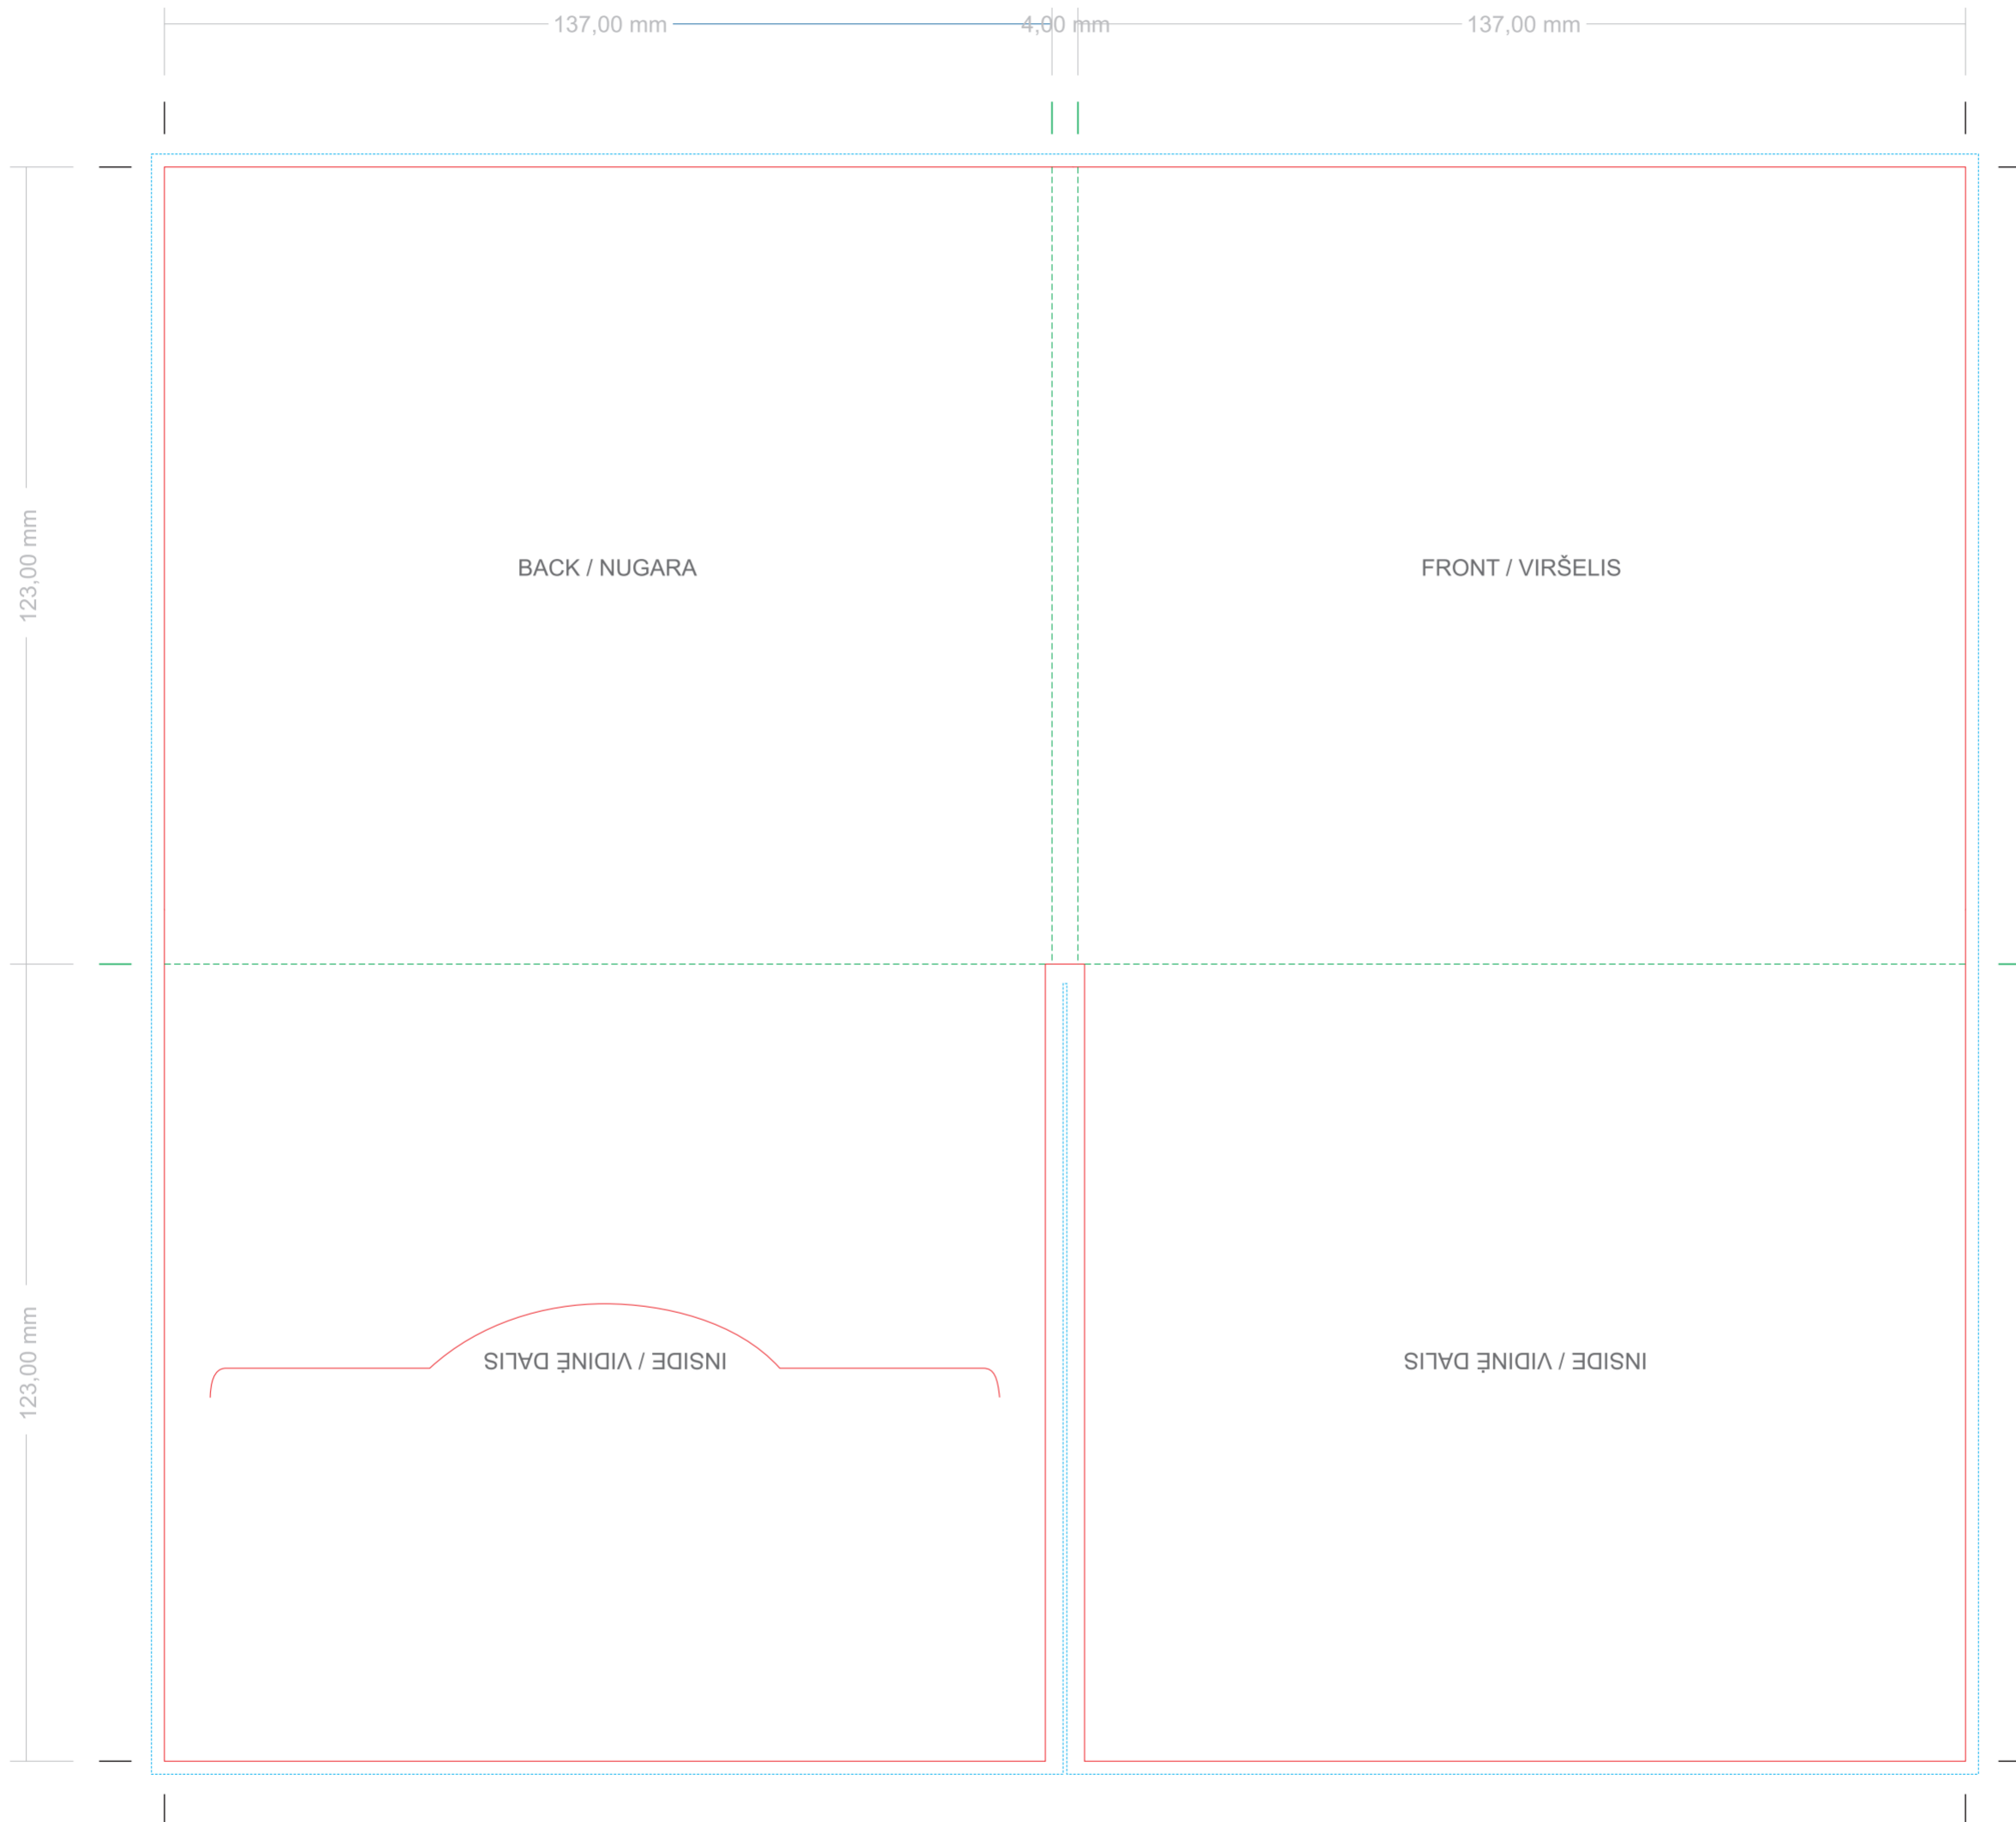 137,00 mm
4,00 mm
137,00 mm
123,00 mm
BACK / NUGARA
FRONT / VIRŠELIS
123,00 mm
INSIDE / VIDINĖ DALIS
INSIDE / VIDINĖ DALIS